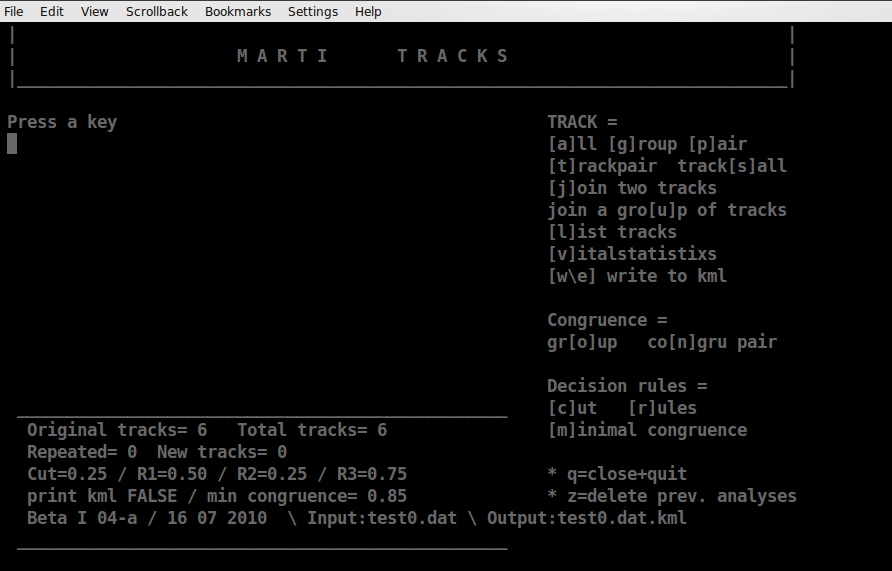 File Edit View Scrollback Bookmarks Settings Help
M A R T I T R A C K S
Press a key
TRACK =
[a]ll [g]roup [p]air
[t]rackpair track[s]all
[j]oin two tracks
join a gro[u]p of tracks
[l]ist tracks
[v]italstatistixs
[w\e] write to kml
Congruence =
gr[o]up co[n]gru pair
Decision rules =
[c]ut [r]ules
[m]inimal congruence
* q=close+quit
* z=delete prev. analyses
Original tracks= 6 Total tracks= 6
Repeated= 0 New tracks= 0
Cut=0.25 / R1=0.50 / R2=0.25 / R3=0.75
print kml FALSE / min congruence= 0.85
Beta I 04-a / 16 07 2010 \ Input:test0.dat \ Output:test0.dat.kml